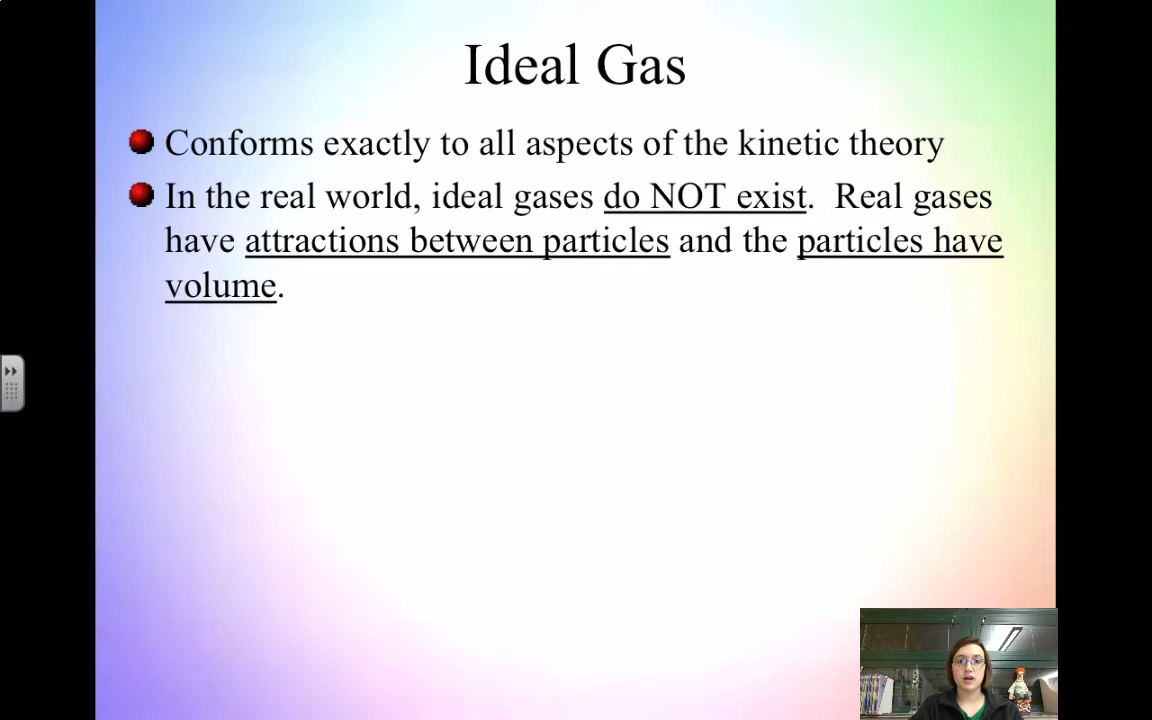 Ideal Gas
Conforms exactly to all aspects of the kinetic theory
In the real world, ideal gases do NOT exist.  Real gases
have attractions between particles and the particles have
volume.